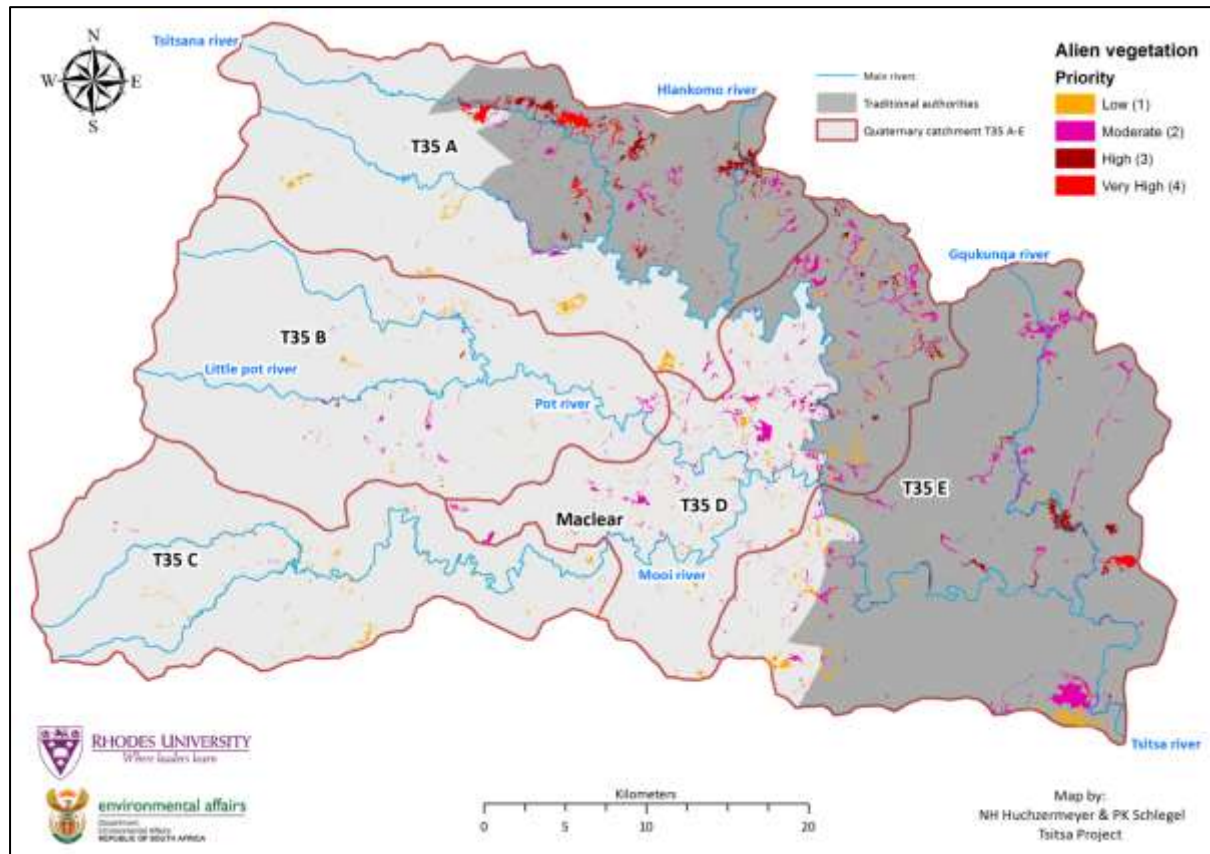 Tsitsana river
N
W E
S
Hlankomo river
Main rivers
Traditional authorities
Quaternary catchment T35 A-E
Alien vegetation
Priority
Low (1)
Moderate (2)
High (3)
Very High (4)
T35 A
Gqukunqa river
T35 B
Little pot river
Pot river
T35 E
T35 D
Maclear
T35 C
Mooi river
Tsitsa river
RHODES UNIVERSITY
Where leaders learn
environmental affairs
Department:
Environmental Affairs
REPUBLIC OF SOUTH AFRICA
Kilometers
0 5 10 20
Map by:
NH Huchzermeyer & PK Schlegel
Tsitsa Project